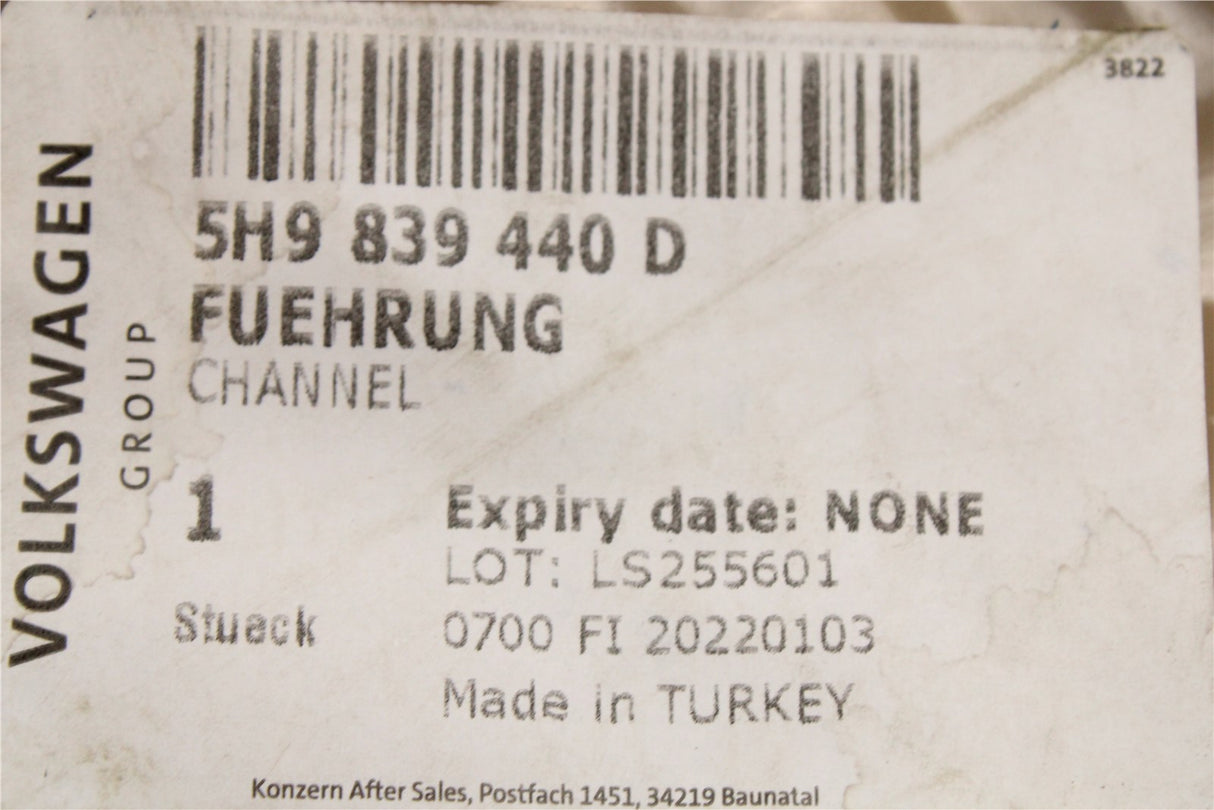 3822
VOLKSWAGEN
GROUP
5H9 839 440 D
FUEHRUNG
CHANNEL
1
Stueck
Expiry date: NONE
LOT: LS255601
0700 FI 20220103
Made in TURKEY
Konzern After Sales, Postfach 1451, 34219 Baunatal